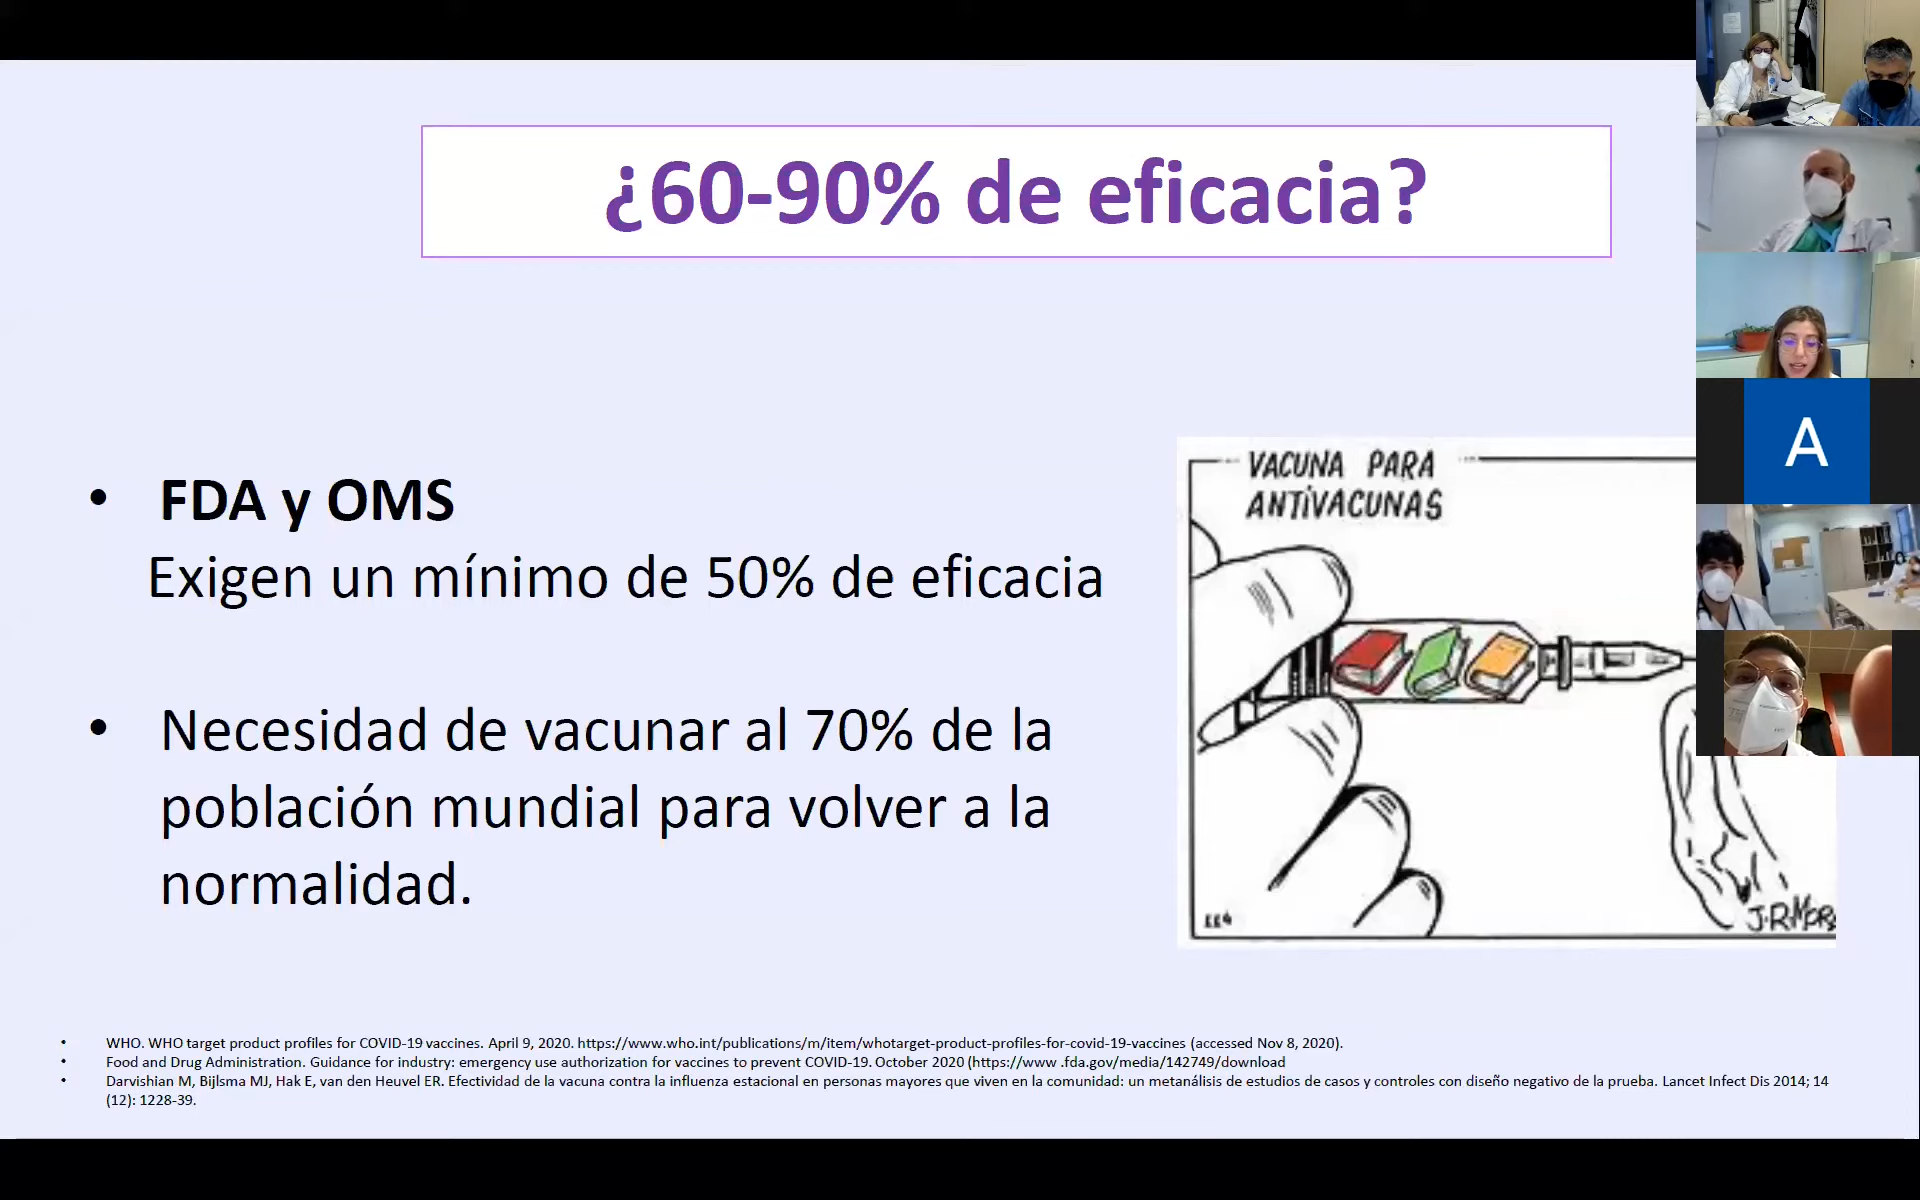 ¿60-90% de eficacia?
• FDA y OMS
Exigen un mínimo de 50% de eficacia
• Necesidad de vacunar al 70% de la
población mundial para volver a la
normalidad.
VACUNA PARA
ANTIVACUNAS
A
• WHO. WHO target product profiles for COVID-19 vaccines. April 9, 2020. https://www.who.int/publications/m/item/whotarget-product-profiles-for-covid-19-vaccines (accessed Nov 8, 2020).
• Food and Drug Administration. Guidance for industry: emergency use authorization for vaccines to prevent COVID-19. October 2020 (https://www .fda.gov/media/142749/download
• Darvishian M, Bijlsma MJ, Hak E, van den Heuvel ER. Efectividad de la vacuna contra la influenza estacional en personas mayores que viven en la comunidad: un metanálisis de estudios de casos y controles con diseño negativo de la prueba. Lancet Infect Dis 2014; 14
(12): 1228-39.